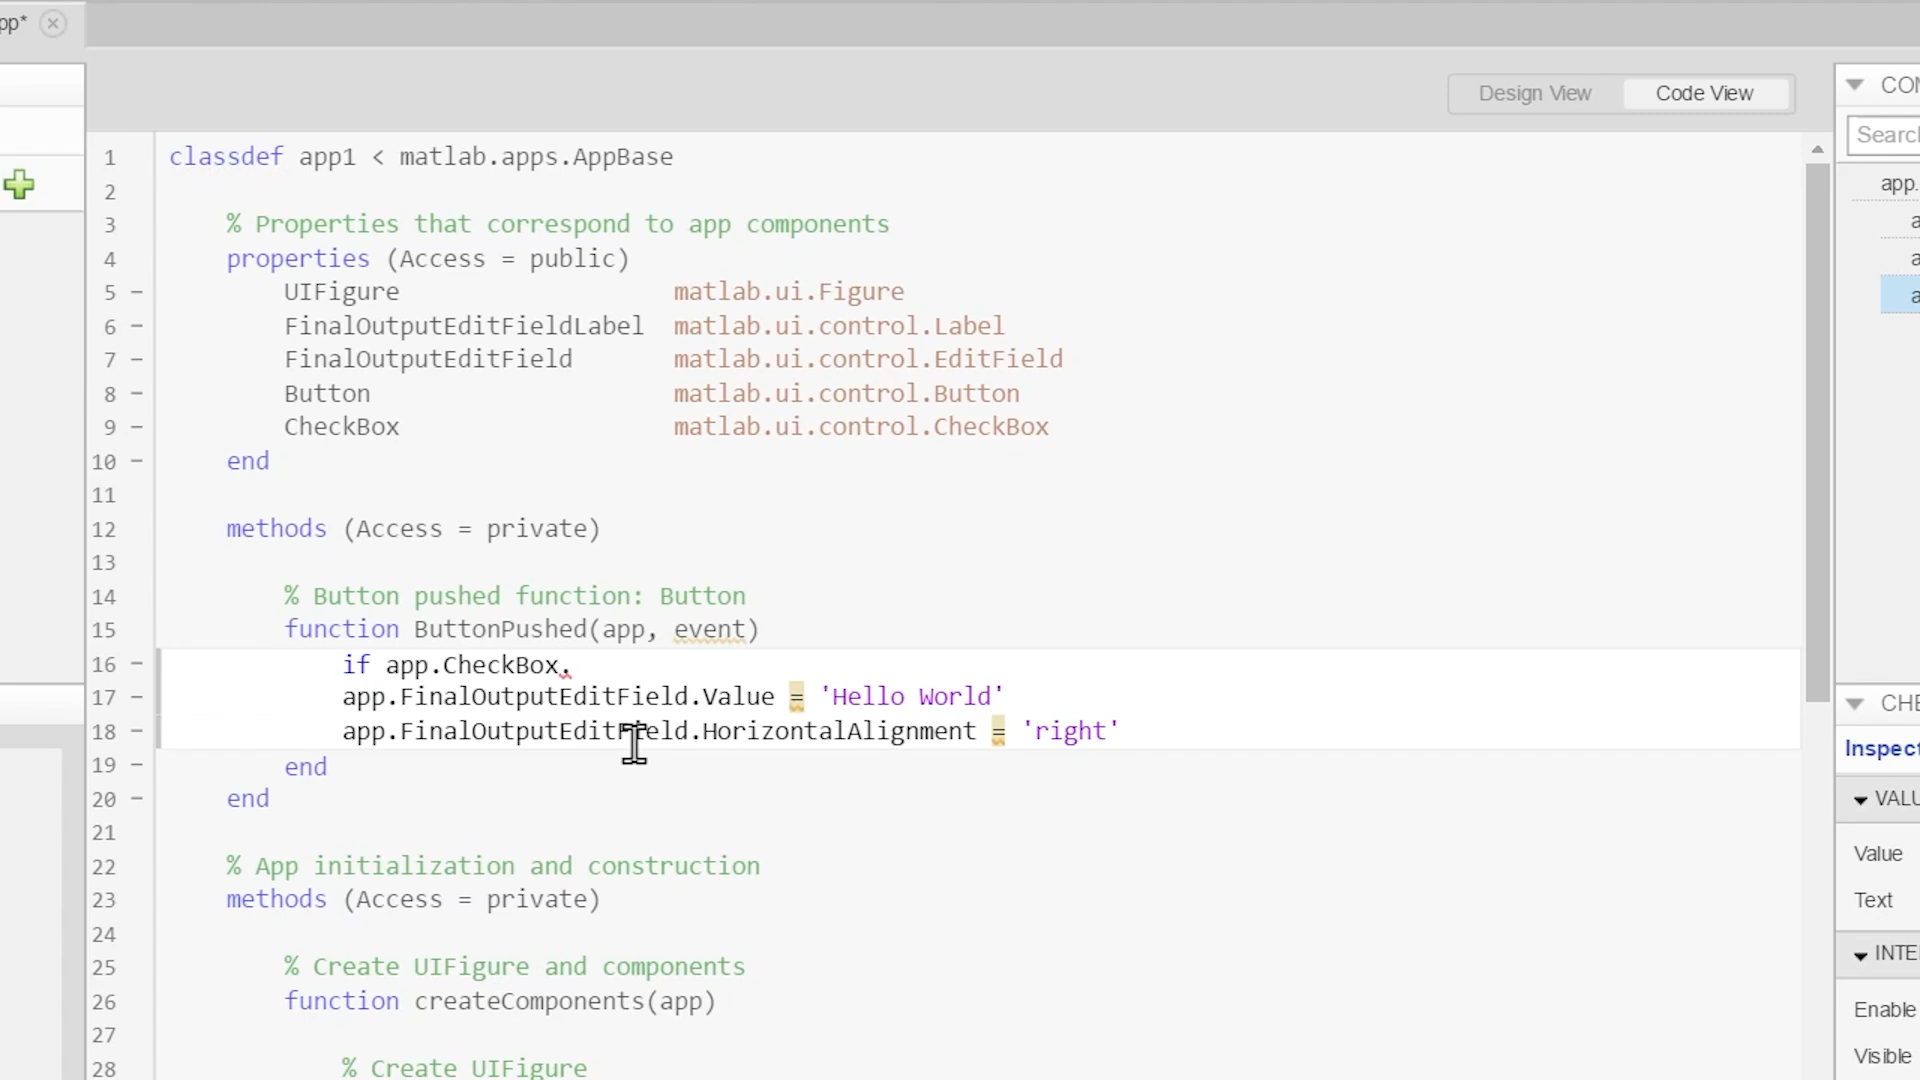 pp*
Design View
Code View
1 classdef app1 < matlab.apps.AppBase
2
3 % Properties that correspond to app components
4 properties (Access = public)
5 − UIFigure matlab.ui.Figure
6 − FinalOutputEditFieldLabel matlab.ui.control.Label
7 − FinalOutputEditField matlab.ui.control.EditField
8 − Button matlab.ui.control.Button
9 − CheckBox matlab.ui.control.CheckBox
10 − end
11
12 methods (Access = private)
13
14 % Button pushed function: Button
15 function ButtonPushed(app, event)
16 − if app.CheckBox.
17 − app.FinalOutputEditField.Value = 'Hello World'
18 − app.FinalOutputEditField.HorizontalAlignment = 'right'
19 − end
20 − end
21
22 % App initialization and construction
23 methods (Access = private)
24
25 % Create UIFigure and components
26 function createComponents(app)
27
28 % Create UIFigure
CO
Searc
app.
a
a
a
CHE
Inspect
VALU
Value
Text
INTE
Enable
Visible